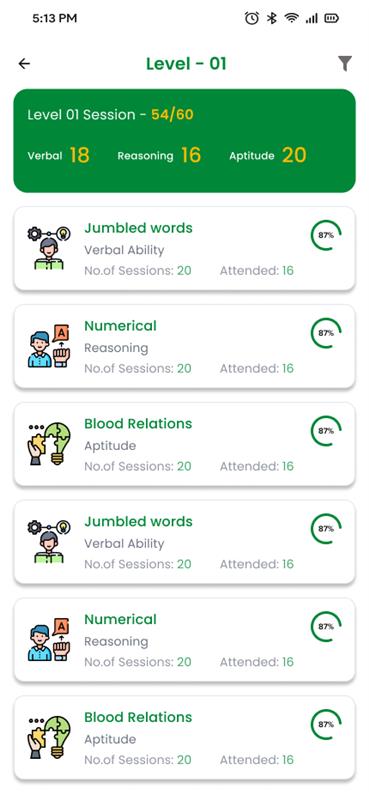 5:13 PM
Level - 01
Level 01 Session - 54/60
Verbal 18 Reasoning 16 Aptitude 20
Jumbled words
87%
Verbal Ability
No.of Sessions: 20 Attended: 16
Numerical
87%
Reasoning
No.of Sessions: 20 Attended: 16
Blood Relations
87%
Aptitude
No.of Sessions: 20 Attended: 16
Jumbled words
87%
Verbal Ability
No.of Sessions: 20 Attended: 16
Numerical
87%
Reasoning
No.of Sessions: 20 Attended: 16
Blood Relations
87%
Aptitude
No.of Sessions: 20 Attended: 16